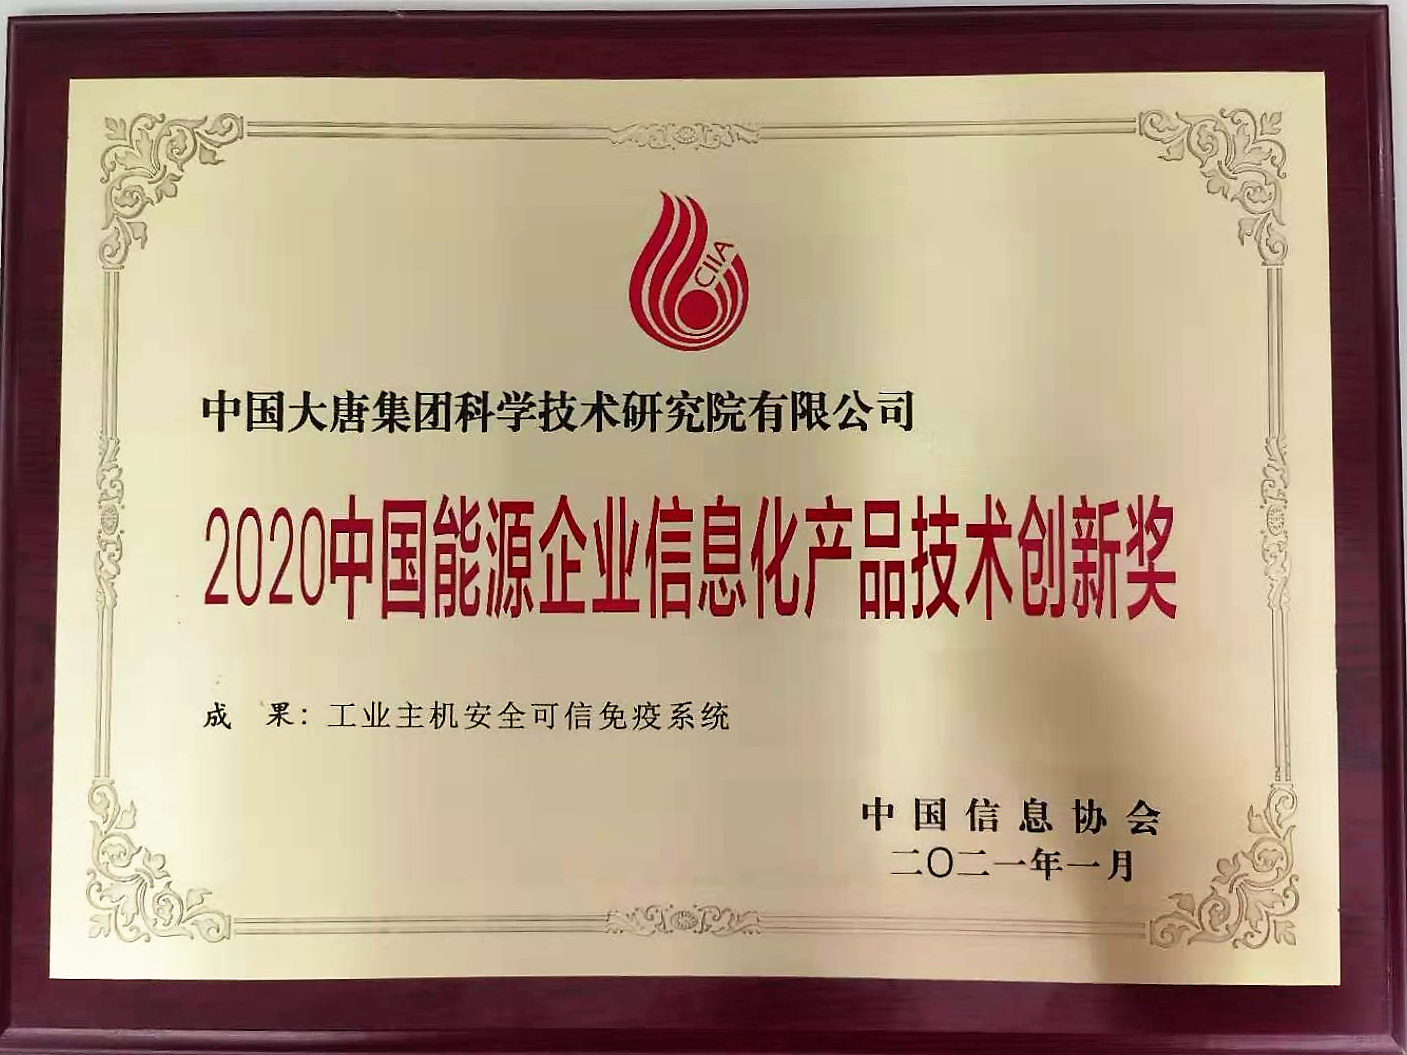 CIIA
中国大唐集团科学技术研究院有限公司
2020中国能源企业信息化产品技术创新奖
成 果：工业主机安全可信免疫系统
中国信息协会
二〇二一年一月